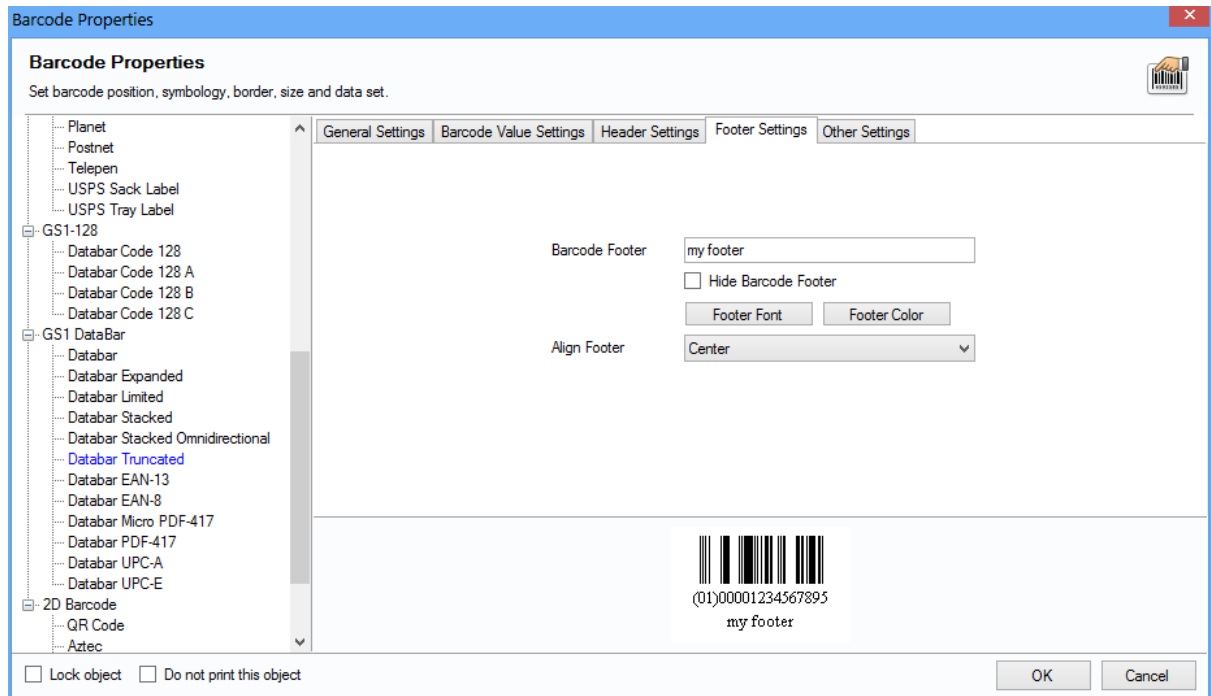 Barcode Properties
Barcode Properties
Set barcode position, symbology, border, size and data set.
Planet
Postnet
Telepen
USPS Sack Label
USPS Tray Label
GS1-128
Databar Code 128
Databar Code 128 A
Databar Code 128 B
Databar Code 128 C
GS1 DataBar
Databar
Databar Expanded
Databar Limited
Databar Stacked
Databar Stacked Omnidirectional
Databar Truncated
Databar EAN-13
Databar EAN-8
Databar Micro PDF-417
Databar PDF-417
Databar UPC-A
Databar UPC-E
2D Barcode
QR Code
Aztec
General Settings Barcode Value Settings Header Settings Footer Settings Other Settings
Barcode Footer my footer
Hide Barcode Footer
Footer Font Footer Color
Align Footer Center
(01)00001234567895
my footer
Lock object Do not print this object OK Cancel